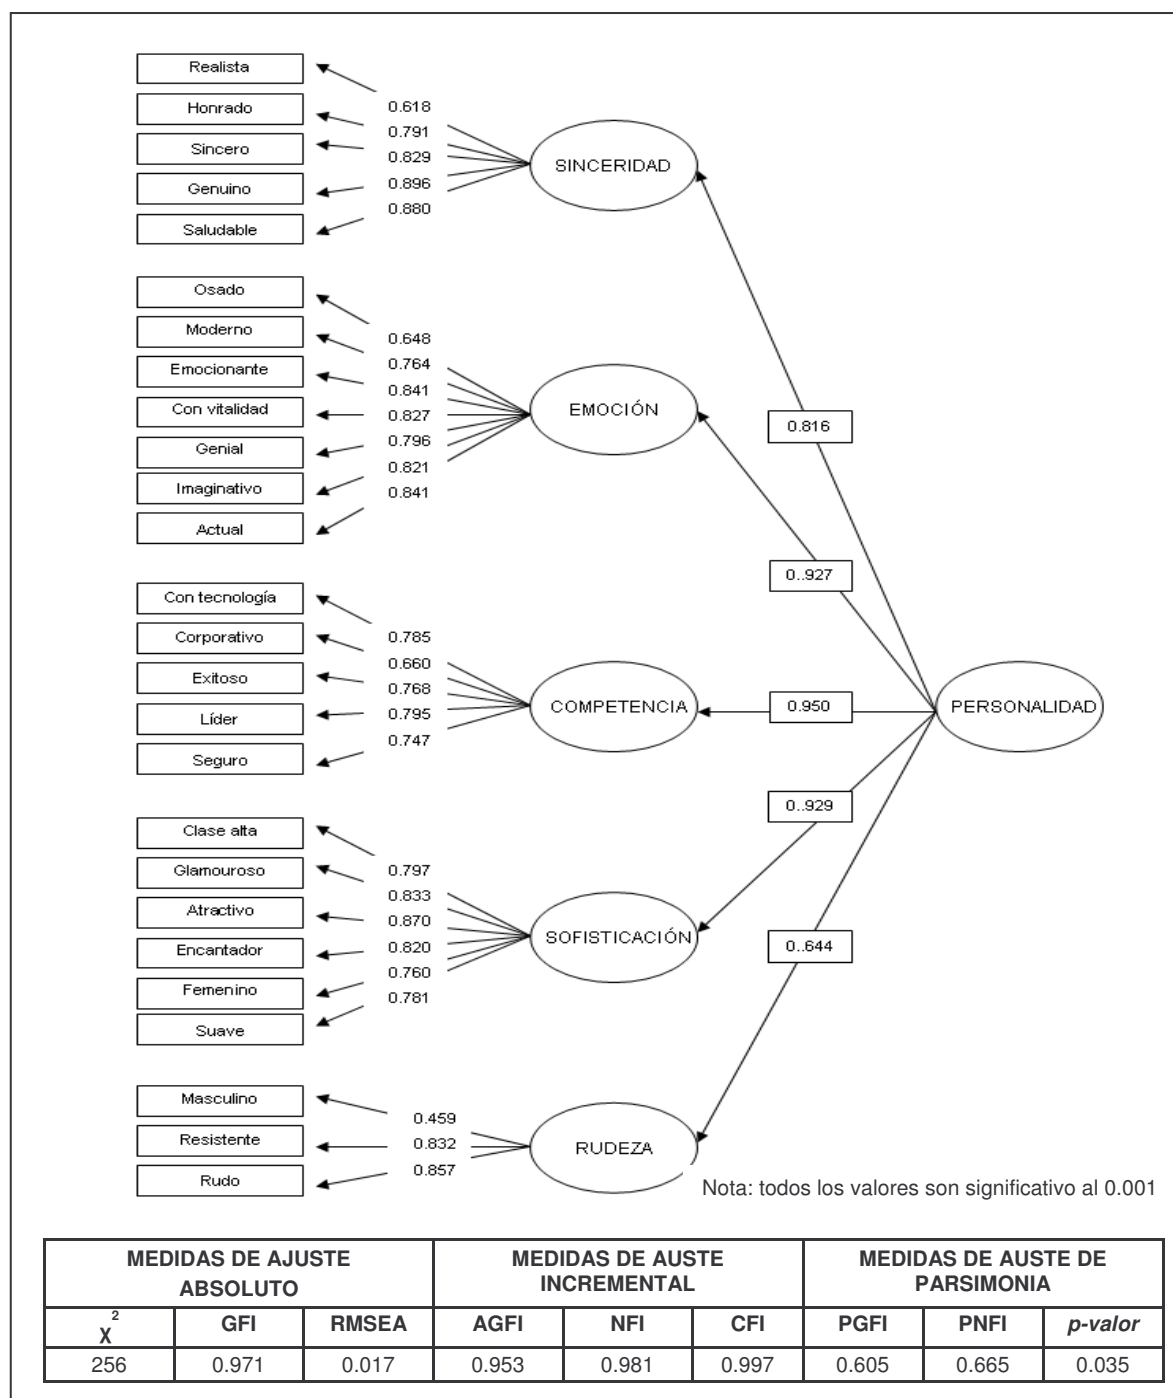 Realista
Honrado
Sincero
Genuino
Saludable
0.618
0.791
0.829
0.896
0.880
SINCERIDAD
Osado
Moderno
Emocionante
Con vitalidad
Genial
Imaginativo
Actual
0.648
0.764
0.841
0.827
0.796
0.821
0.841
EMOCIÓN
0.816
0..927
Con tecnología
Corporativo
Exitoso
Líder
Seguro
0.785
0.660
0.768
0.795
0.747
COMPETENCIA
0.950
PERSONALIDAD
Clase alta
Glamouroso
Atractivo
Encantador
Femenino
Suave
0.797
0.833
0.870
0.820
0.760
0.781
SOFISTICACIÓN
0..929
0..644
Masculino
Resistente
Rudo
0.459
0.832
0.857
RUDEZA
Nota: todos los valores son significativo al 0.001
MEDIDAS DE AJUSTE
ABSOLUTO
MEDIDAS DE AUSTE
INCREMENTAL
MEDIDAS DE AUSTE DE
PARSIMONIA
χ2 GFI RMSEA AGFI NFI CFI PGFI PNFI p-valor
256 0.971 0.017 0.953 0.981 0.997 0.605 0.665 0.035